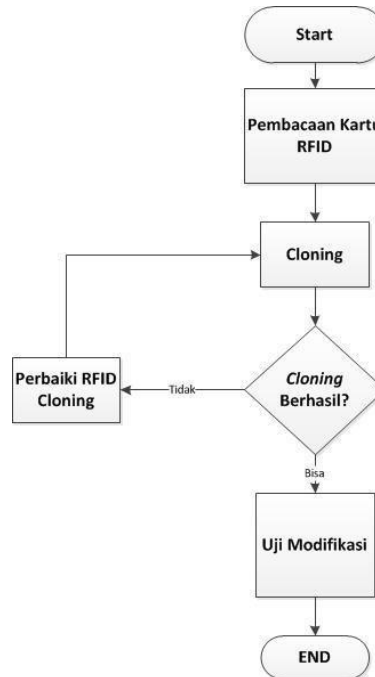 Start
Pembacaan Kartu
RFID
Cloning
Cloning
Berhasil?
Tidak
Perbaiki RFID
Cloning
Bisa
Uji Modifikasi
END